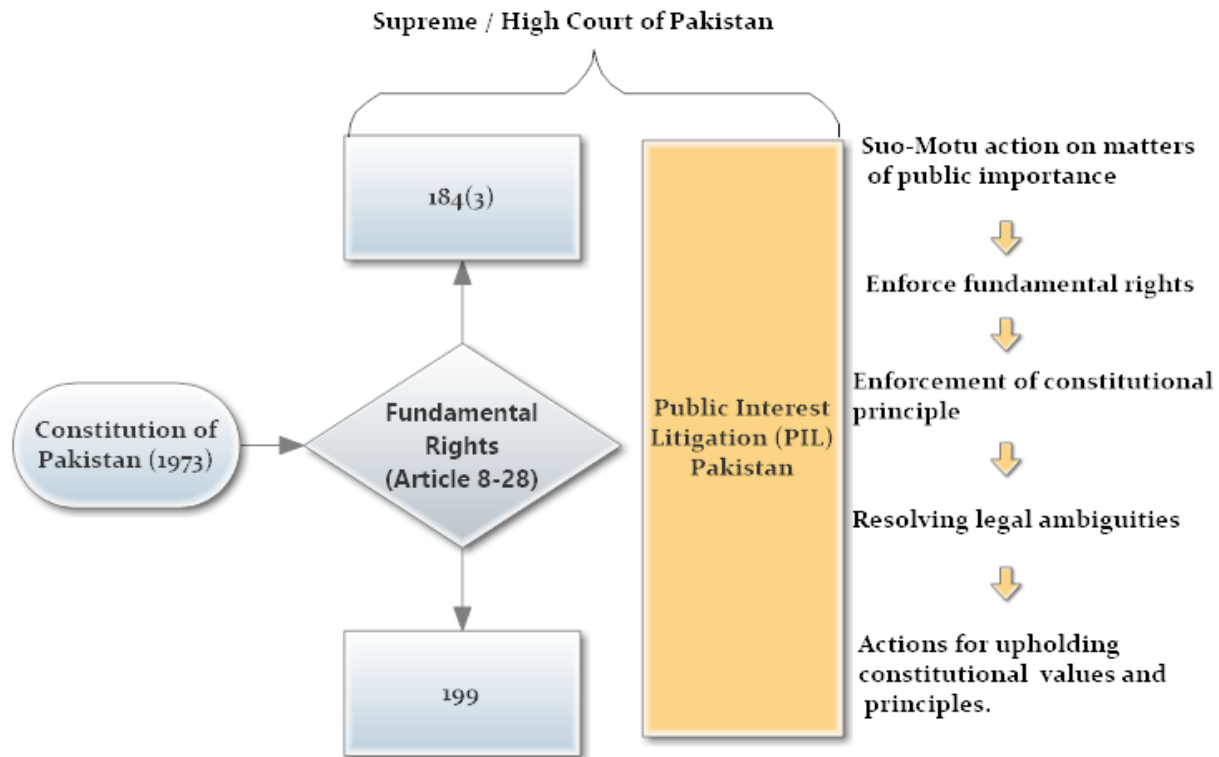 Supreme / High Court of Pakistan
184(3)
Constitution of
Pakistan (1973)
Fundamental
Rights
(Article 8-28)
199
Public Interest
Litigation (PIL)
Pakistan
Suo-Motu action on matters
of public importance
Enforce fundamental rights
Enforcement of constitutional
principle
Resolving legal ambiguities
Actions for upholding
constitutional values and
principles.